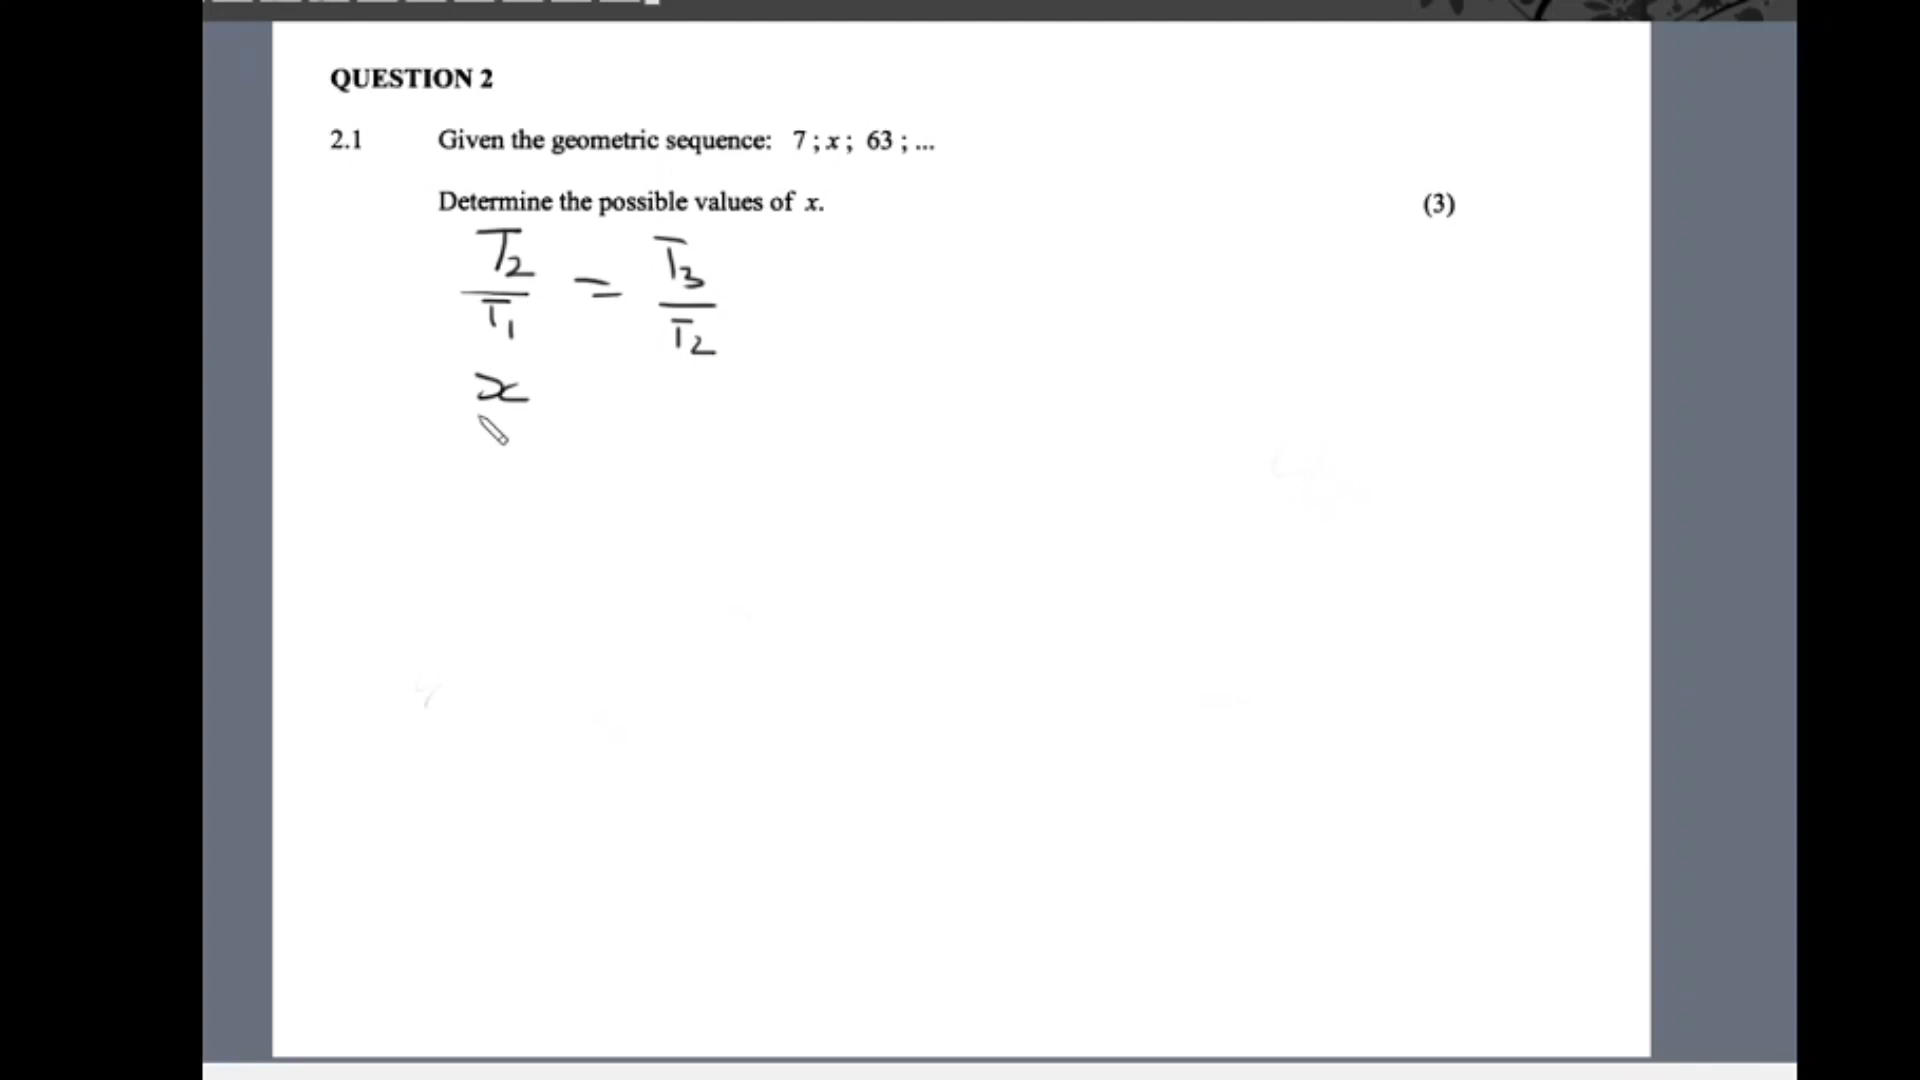 QUESTION 2
2.1 Given the geometric sequence: 7 ; x ; 63 ; ...
Determine the possible values of x. (3)
T₂/T₁ = T₃/T₂
x